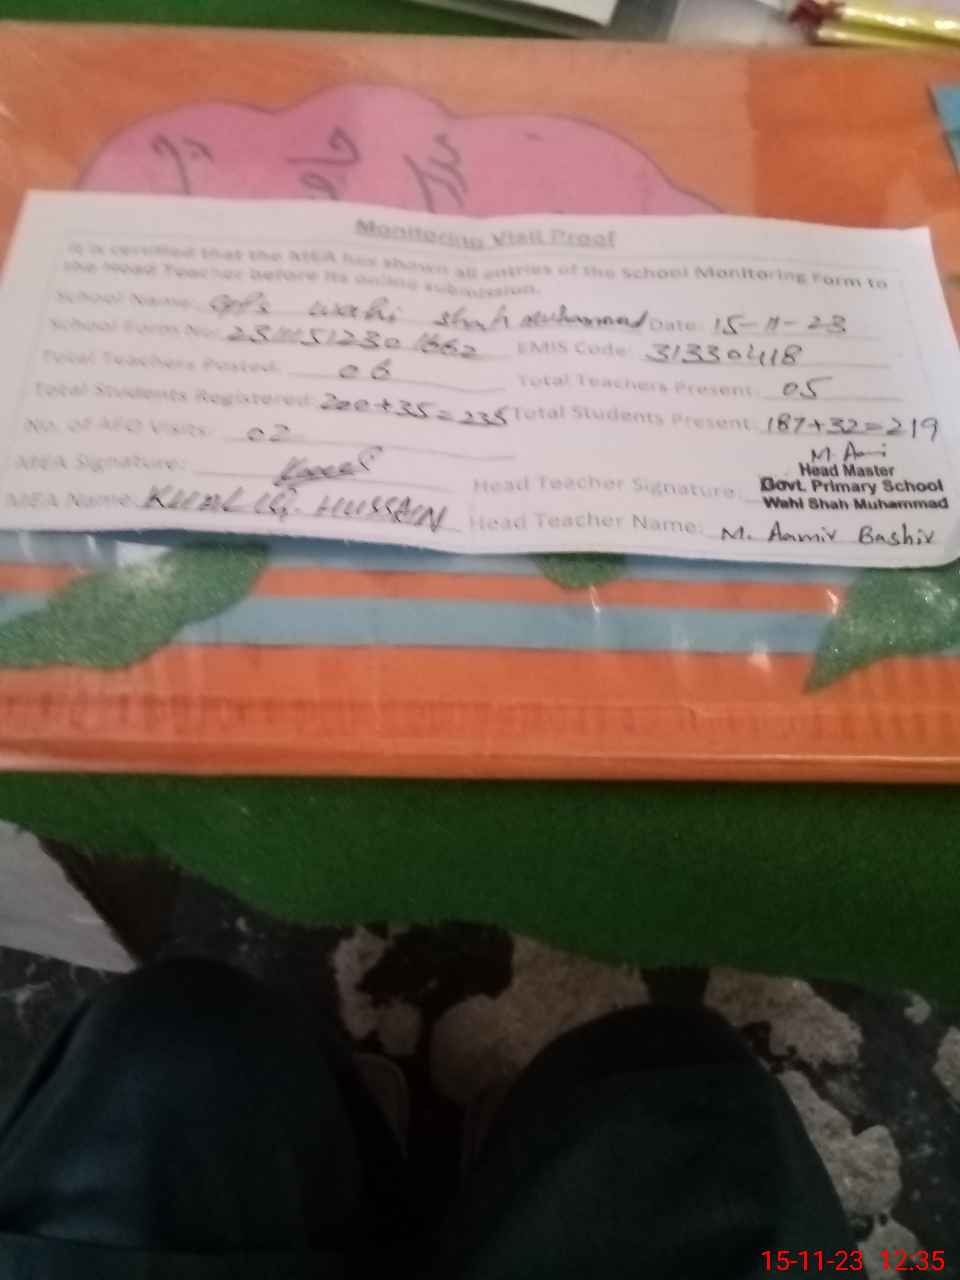 Monitoring Visit Proof
It is certified that the MEA has shown all entries of the School Monitoring Form to
the Head Teacher before its online submission.
School Name: GPS Wahi Shah Muhammad Date: 15-11-23
School Form No: EMIS Code: 31330418
Total Teachers Posted: 06 Total Teachers Present: 05
Total Students Registered: 200+35=235 Total Students Present: 187+32=219
No. of AEO Visits: 02
MEA Signature: Head Teacher Signature: M. Ami
Head Master
Govt. Primary School
Wahi Shah Muhammad
MEA Name: HUSSAIN Head Teacher Name: M. Aamir Bashir
15-11-23 12:35